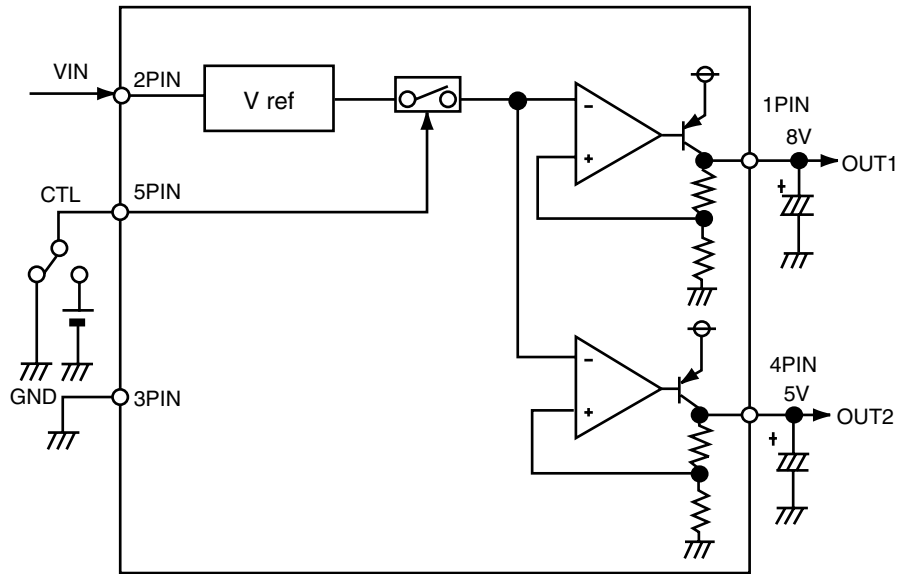 VIN
2PIN
V ref
1PIN
8V
OUT1
+
-
+
CTL
5PIN
GND
3PIN
4PIN
5V
OUT2
+
-
+